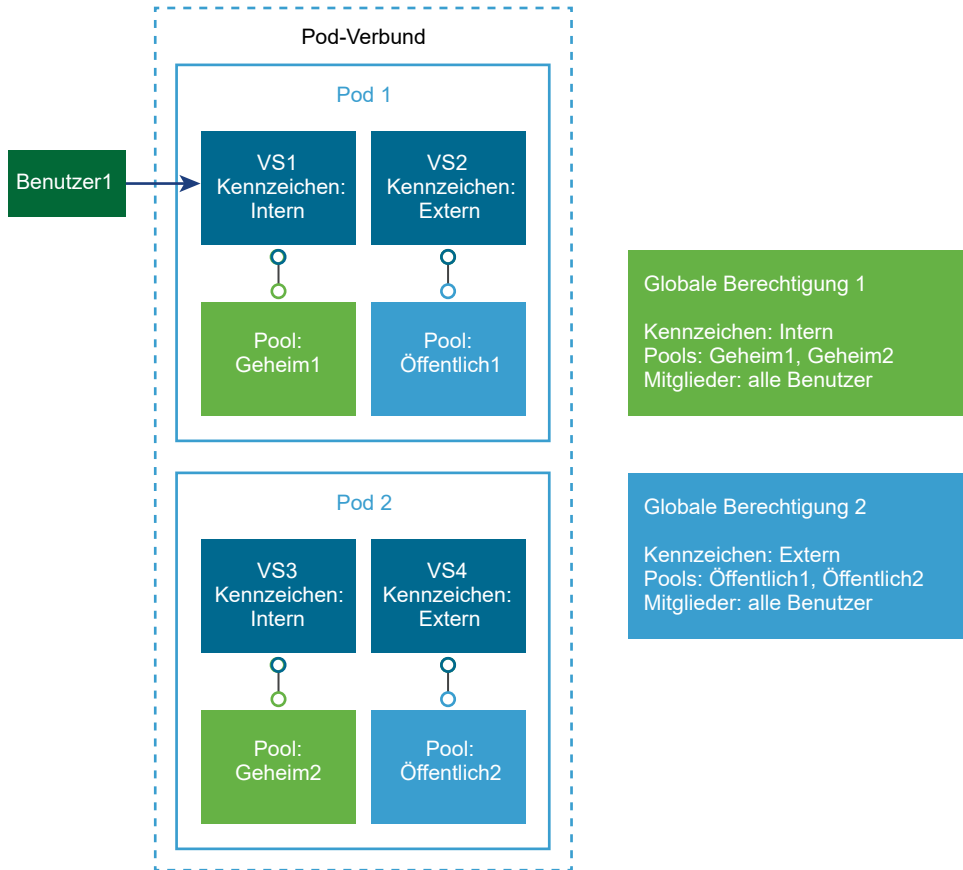 Pod-Verbund
Pod 1
Benutzer1
VS1
Kennzeichen:
Intern
VS2
Kennzeichen:
Extern
Pool:
Geheim1
Pool:
Öffentlich1
Globale Berechtigung 1
Kennzeichen: Intern
Pools: Geheim1, Geheim2
Mitglieder: alle Benutzer
Pod 2
VS3
Kennzeichen:
Intern
VS4
Kennzeichen:
Extern
Pool:
Geheim2
Pool:
Öffentlich2
Globale Berechtigung 2
Kennzeichen: Extern
Pools: Öffentlich1, Öffentlich2
Mitglieder: alle Benutzer